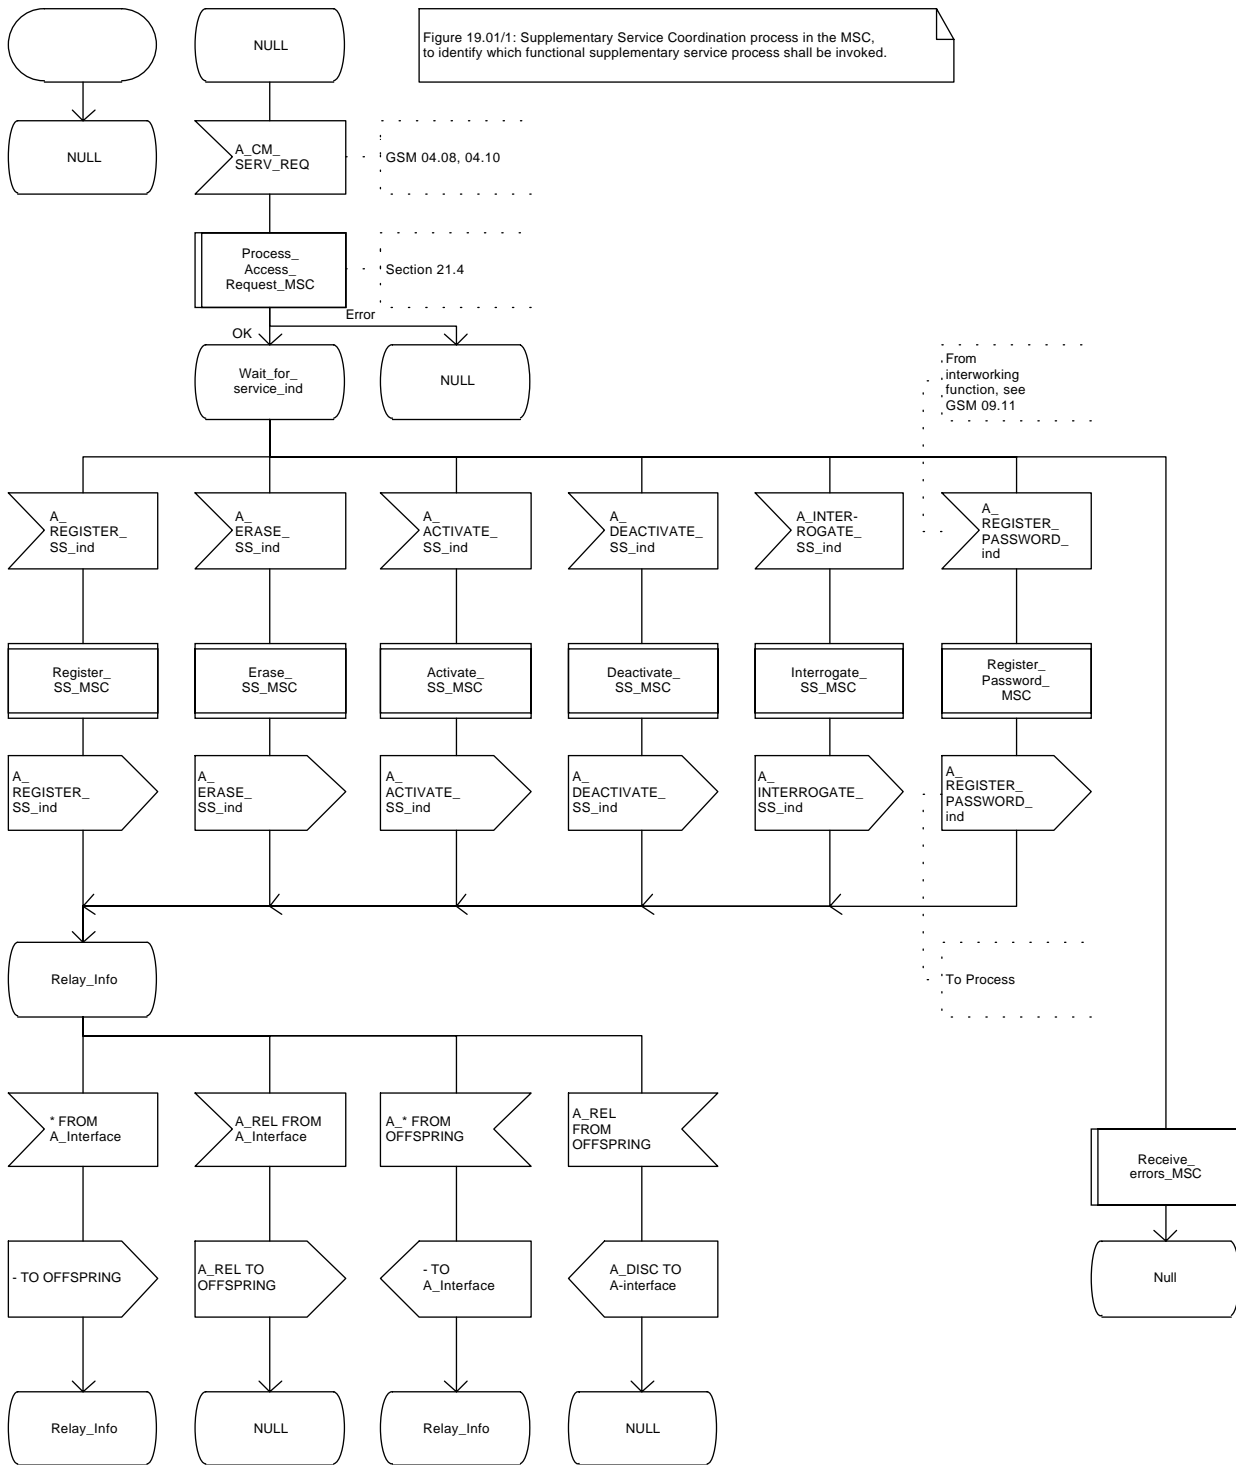 NULL
Figure 19.01/1: Supplementary Service Coordination process in the MSC,
to identify which functional supplementary service process shall be invoked.
NULL
A_CM_
SERV_REQ
GSM 04.08, 04.10
Process_
Access_
Request_MSC
Section 21.4
Error
OK
Wait_for_
service_ind
NULL
From
interworking
function, see
GSM 09.11
A_
REGISTER_
SS_ind
A_
ERASE_
SS_ind
A_
ACTIVATE_
SS_ind
A_
DEACTIVATE_
SS_ind
A_INTER-
ROGATE_
SS_ind
A_
REGISTER_
PASSWORD_
ind
Register_
SS_MSC
Erase_
SS_MSC
Activate_
SS_MSC
Deactivate_
SS_MSC
Interrogate_
SS_MSC
Register_
Password_
MSC
A_
REGISTER_
SS_ind
A_
ERASE_
SS_ind
A_
ACTIVATE_
SS_ind
A_
DEACTIVATE_
SS_ind
A_
INTERROGATE_
SS_ind
A_
REGISTER_
PASSWORD_
ind
Relay_Info
To Process
* FROM
A_Interface
A_REL FROM
A_Interface
A_* FROM
OFFSPRING
A_REL
FROM
OFFSPRING
Receive_
errors_MSC
- TO OFFSPRING
A_REL TO
OFFSPRING
- TO
A_Interface
A_DISC TO
A-interface
Null
Relay_Info
NULL
Relay_Info
NULL